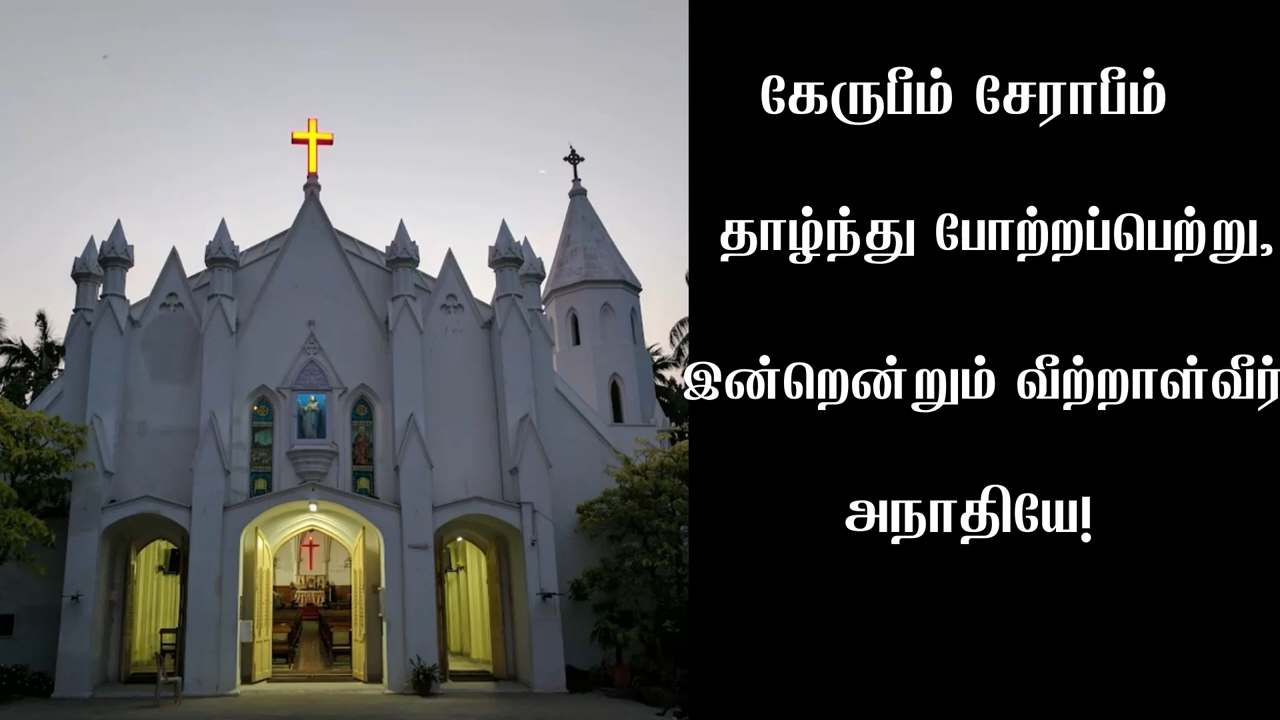 கேருபீம் சேராபீம்
தாழ்ந்து போற்றப்பெற்று,
இன்றென்றும் வீற்றாள்வீர்
அநாதியே!